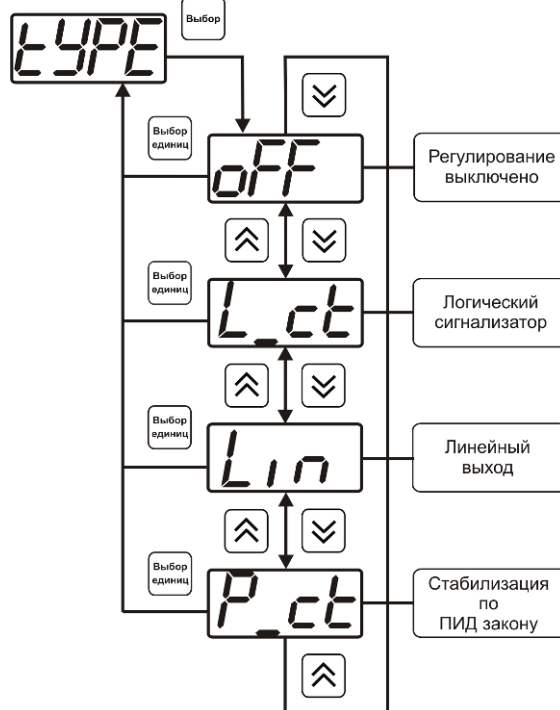 tYPE
Выбор
Выбор
единиц
oFF
Регулирование
выключено
Выбор
единиц
L_ct
Логический
сигнализатор
Выбор
единиц
Lin
Линейный
выход
Выбор
единиц
P_ct
Стабилизация
по
ПИД закону